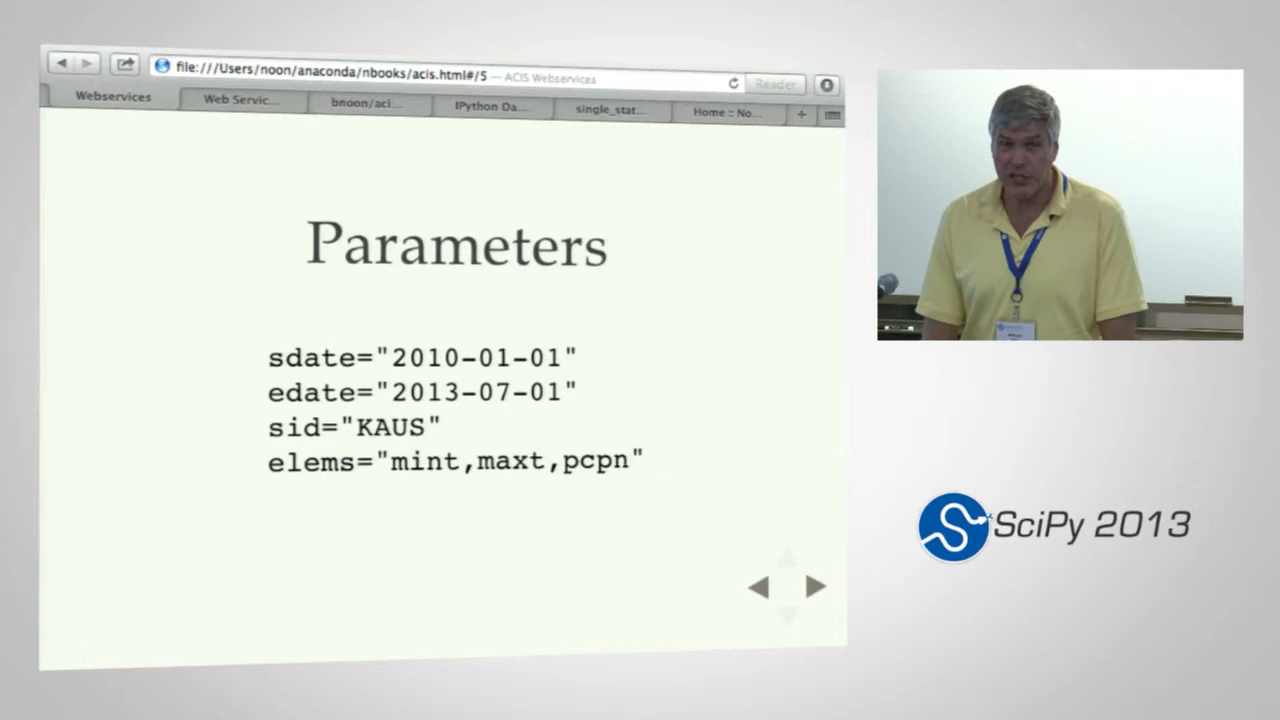 file:///Users/noon/anaconda/nbooks/acis.html#/5 — ACIS Webservices
Reader
Webservices
Web Servic...
bnoon/aci...
IPython Da...
single_stat...
Home :: No...
Parameters
sdate="2010-01-01"
edate="2013-07-01"
sid="KAUS"
elems="mint,maxt,pcpn"
SciPy 2013